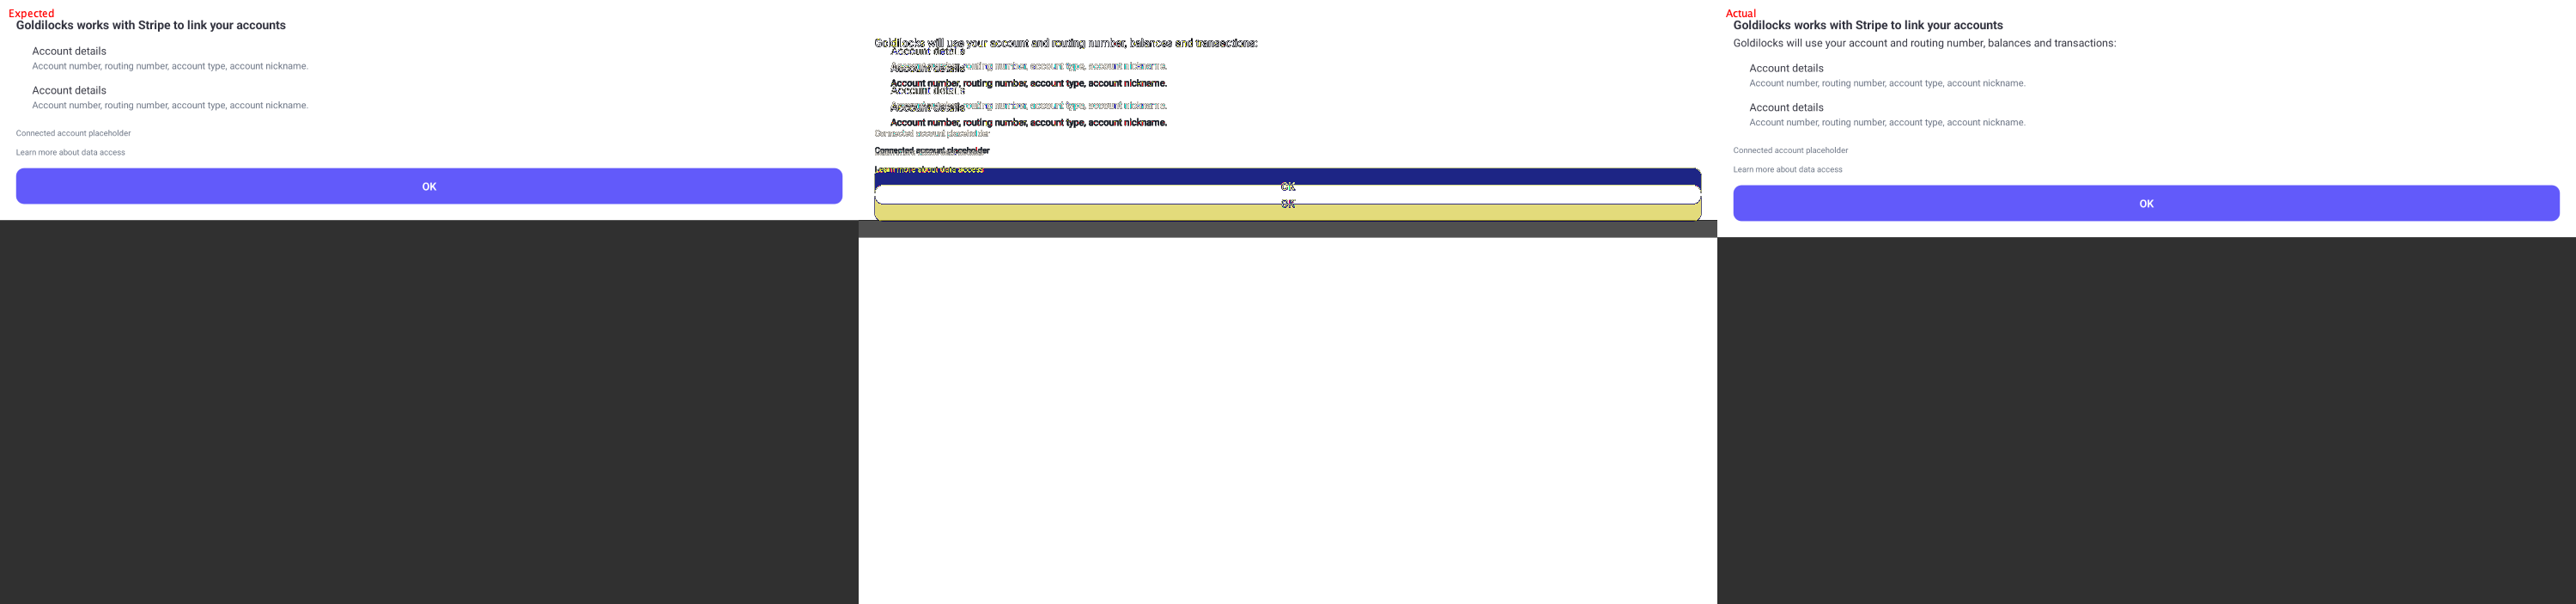 Expected
Goldilocks works with Stripe to link your accounts
Account details
Account number, routing number, account type, account nickname.
Account details
Account number, routing number, account type, account nickname.
Connected account placeholder
Learn more about data access
OK
Goldilocks will use your account and routing number, balances and transactions:
Account details
Account number, routing number, account type, account nickname.
Account details
Account number, routing number, account type, account nickname.
Account details
Account number, routing number, account type, account nickname.
Account details
Account number, routing number, account type, account nickname.
Connected account placeholder
Connected account placeholder
Learn more about data access
OK
OK
Actual
Goldilocks works with Stripe to link your accounts
Goldilocks will use your account and routing number, balances and transactions:
Account details
Account number, routing number, account type, account nickname.
Account details
Account number, routing number, account type, account nickname.
Connected account placeholder
Learn more about data access
OK